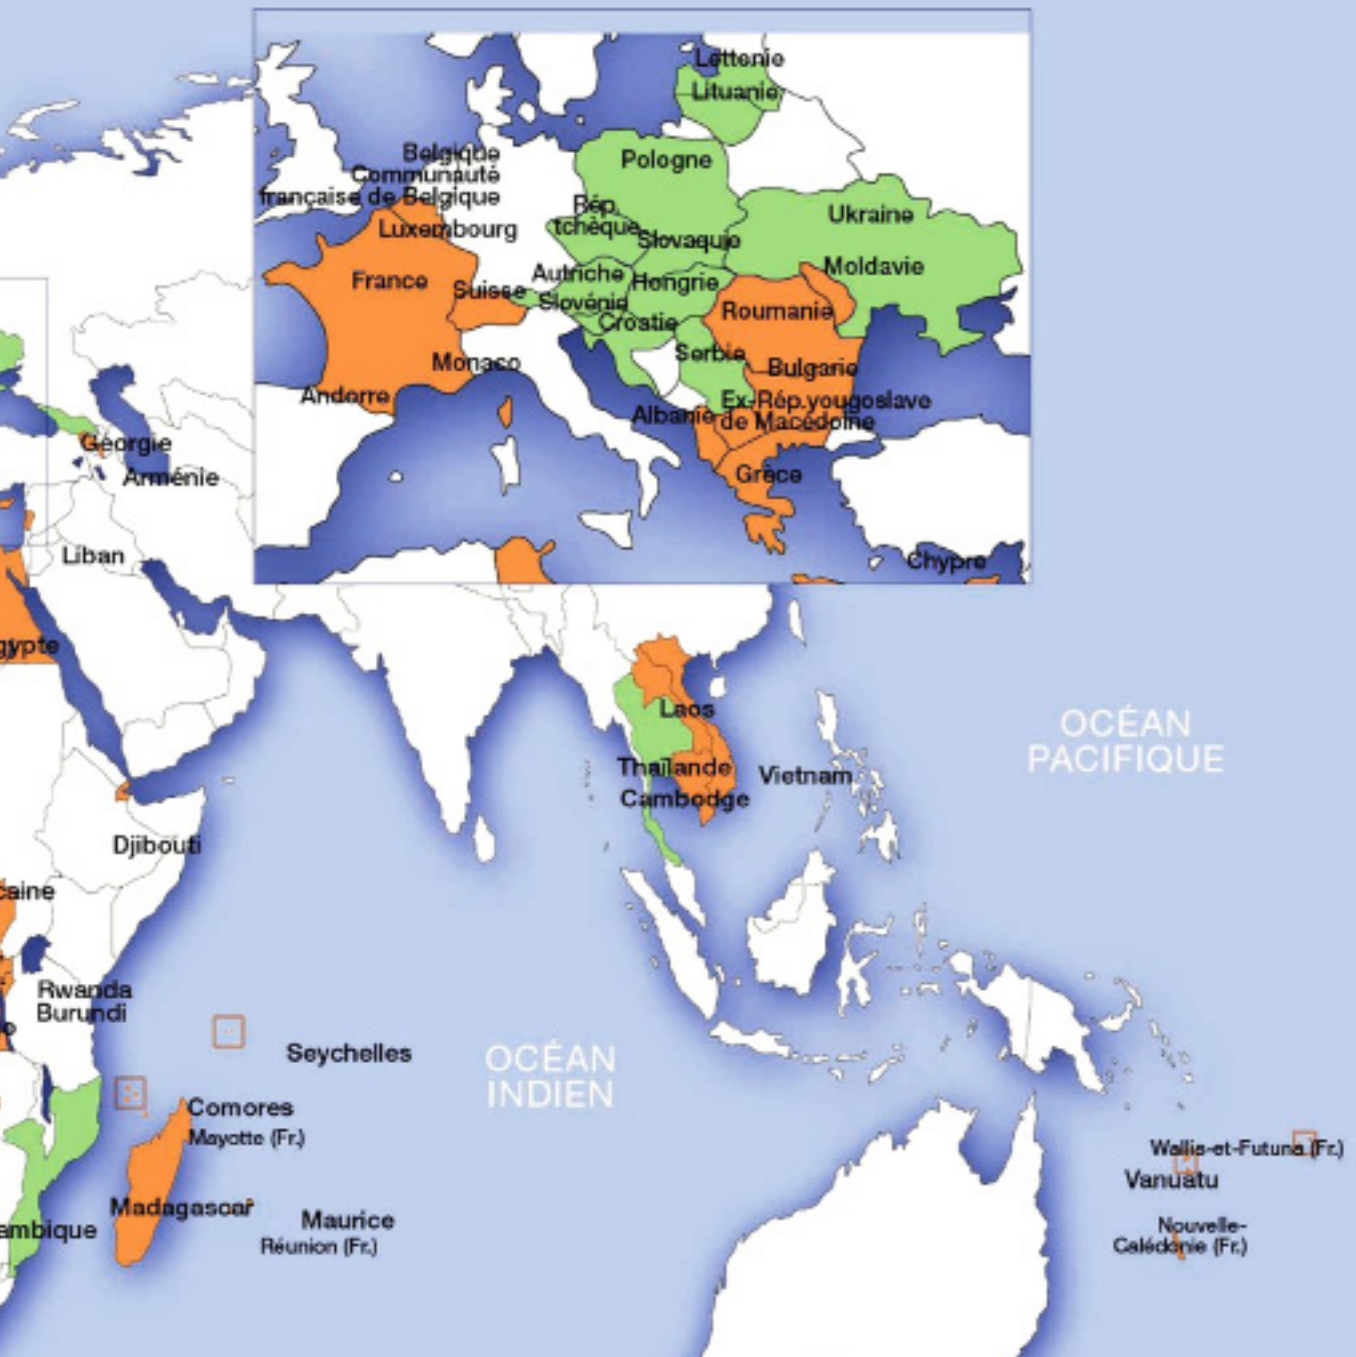 Lettenie
Lituanie
Belgique
Communauté
française de Belgique
Pologne
Rép.
tchèque
Slovaquie
Ukraine
Luxembourg
Moldavie
France
Suisse
Autriche
Hongrie
Slovénie
Croatie
Roumanie
Monaco
Serbie
Bulgarie
Andorre
Albanie
Ex-Rép.yougoslave
de Macédoine
Grèce
Chypre
Géorgie
Arménie
Liban
gypte
Laos
Thaïlande
Vietnam
Cambodge
OCÉAN
PACIFIQUE
Djibouti
caine
Rwanda
Burundi
o
Seychelles
OCÉAN
INDIEN
Comores
Mayotte (Fr.)
Madagascar
Maurice
Réunion (Fr.)
ambique
Wallis-et-Futuna (Fr.)
Vanuatu
Nouvelle-
Calédonie (Fr.)